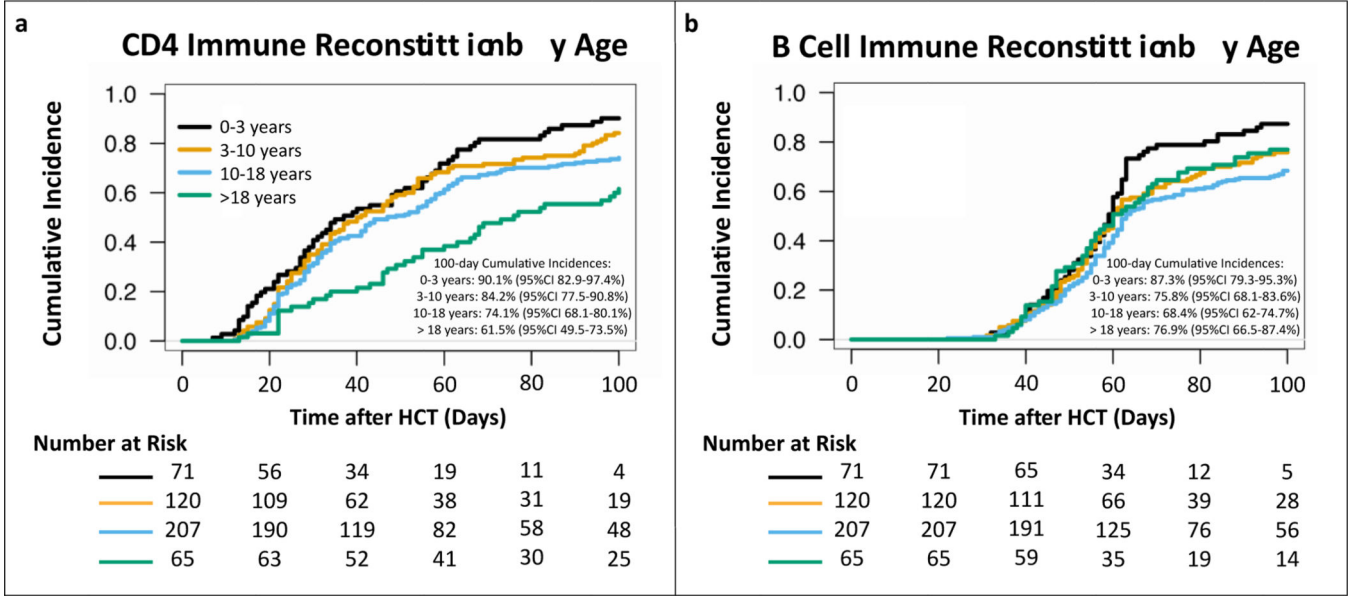 a
CD4 Immune Reconstitt iɑnb y Age
Cumulative Incidence
1.0
0.8
0.6
0.4
0.2
0.0
0-3 years
3-10 years
10-18 years
>18 years
100-day Cumulative Incidences:
0-3 years: 90.1% (95%CI 82.9-97.4%)
3-10 years: 84.2% (95%CI 77.5-90.8%)
10-18 years: 74.1% (95%CI 68.1-80.1%)
> 18 years: 61.5% (95%CI 49.5-73.5%)
0 20 40 60 80 100
Time after HCT (Days)
Number at Risk
71 56 34 19 11 4
120 109 62 38 31 19
207 190 119 82 58 48
65 63 52 41 30 25
b
B Cell Immune Reconstitt iɑnb y Age
Cumulative Incidence
1.0
0.8
0.6
0.4
0.2
0.0
100-day Cumulative Incidences:
0-3 years: 87.3% (95%CI 79.3-95.3%)
3-10 years: 75.8% (95%CI 68.1-83.6%)
10-18 years: 68.4% (95%CI 62-74.7%)
> 18 years: 76.9% (95%CI 66.5-87.4%)
0 20 40 60 80 100
Time after HCT (Days)
Number at Risk
71 71 65 34 12 5
120 120 111 66 39 28
207 207 191 125 76 56
65 65 59 35 19 14